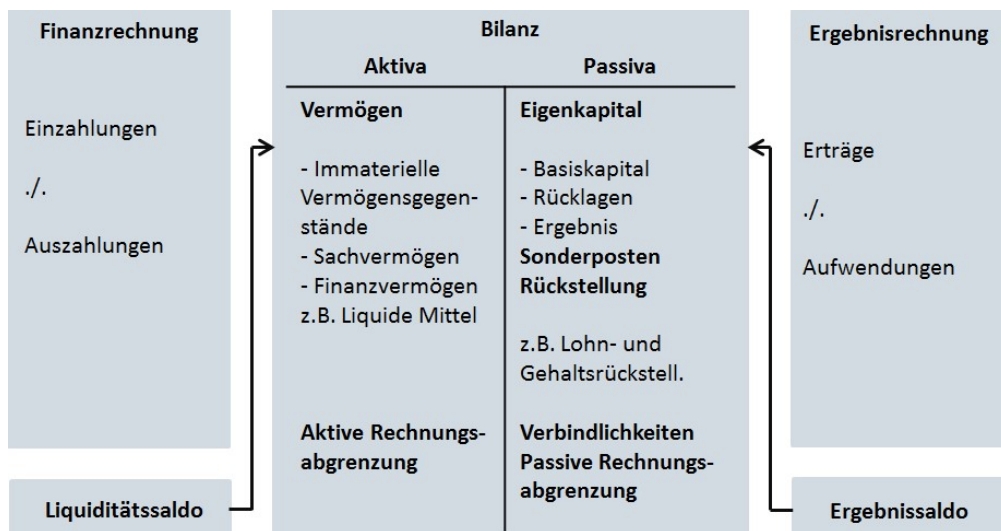 Finanzrechnung
Einzahlungen
./.
Auszahlungen
Liquiditätssaldo
Bilanz
Aktiva
Vermögen
- Immaterielle
Vermögensgegen-
stände
- Sachvermögen
- Finanzvermögen
z.B. Liquide Mittel
Aktive Rechnungs-
abgrenzung
Passiva
Eigenkapital
- Basiskapital
- Rücklagen
- Ergebnis
Sonderposten
Rückstellung
z.B. Lohn- und
Gehaltsrückstell.
Verbindlichkeiten
Passive Rechnungs-
abgrenzung
Ergebnisrechnung
Erträge
./.
Aufwendungen
Ergebnissaldo